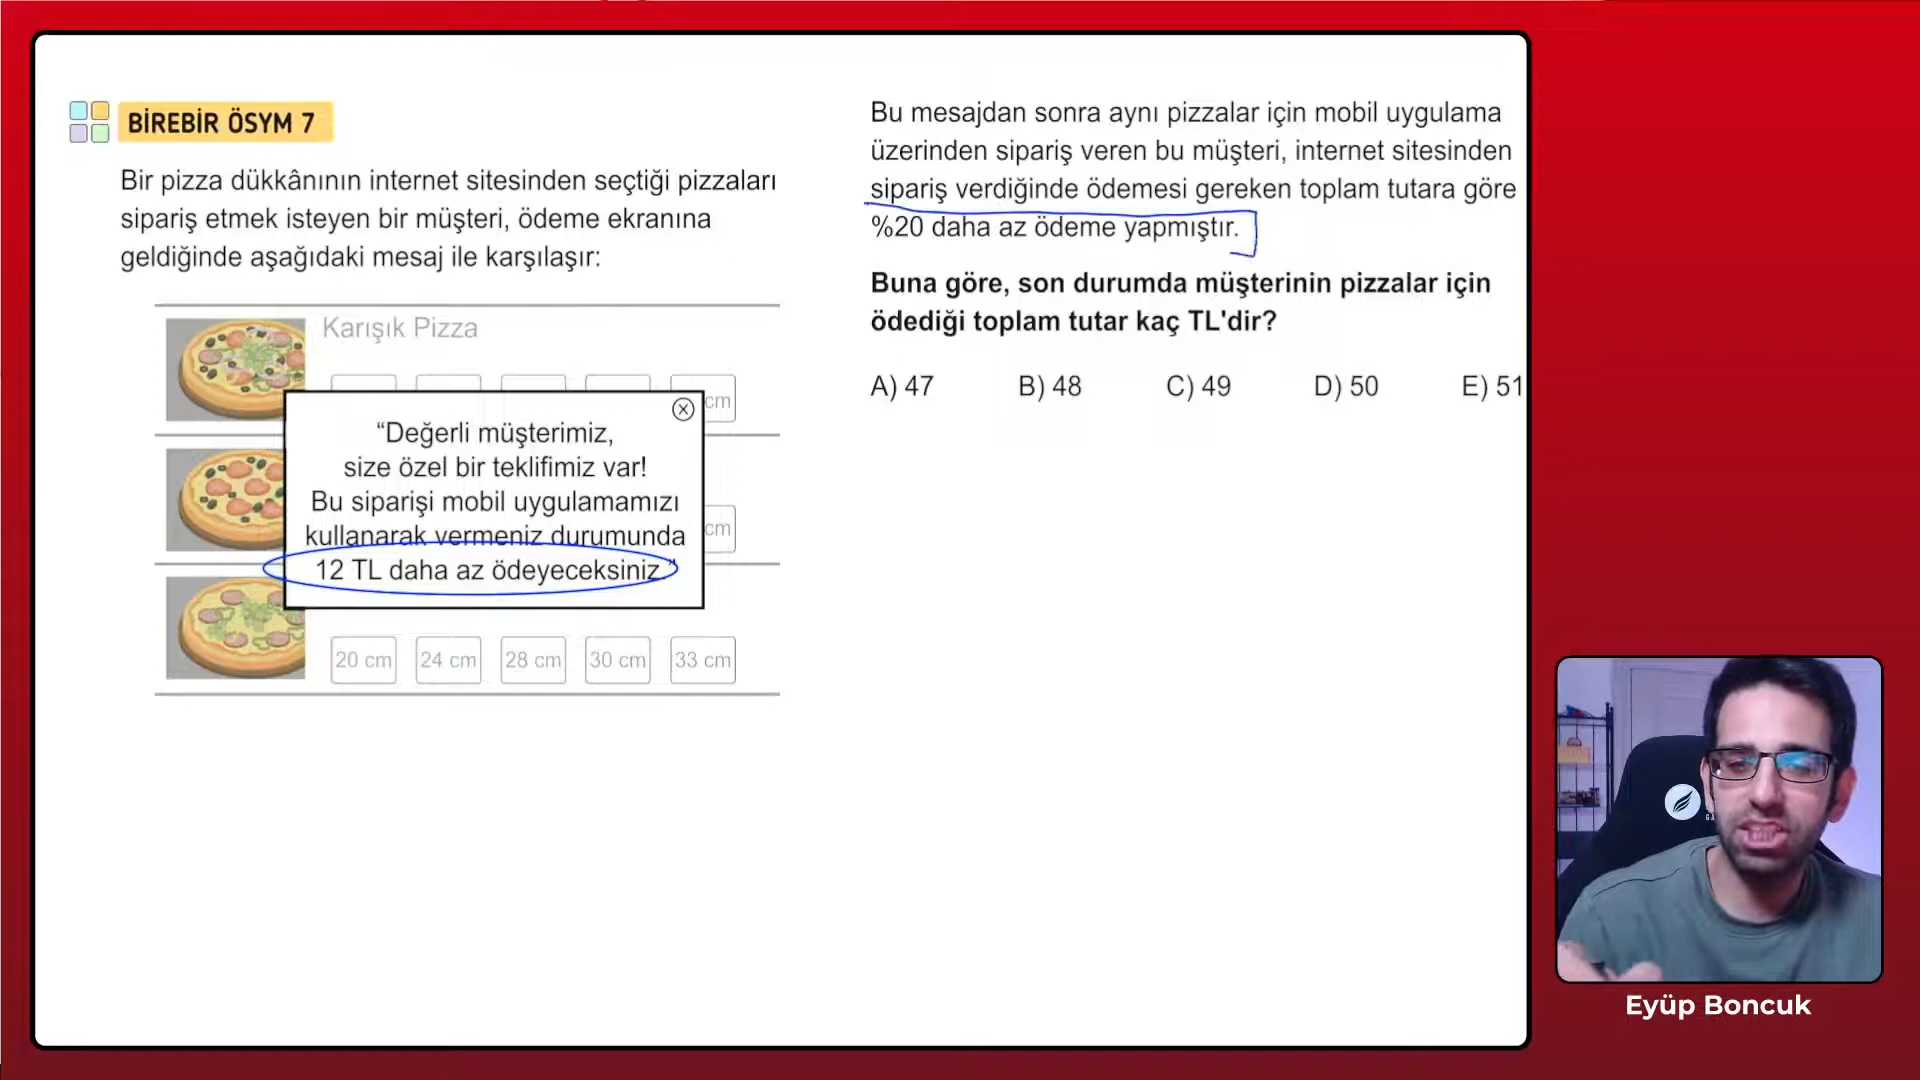 BİREBİR ÖSYM 7
Bir pizza dükkânının internet sitesinden seçtiği pizzaları
sipariş etmek isteyen bir müşteri, ödeme ekranına
geldiğinde aşağıdaki mesaj ile karşılaşır:
Karışık Pizza
cm
“Değerli müşterimiz,
size özel bir teklifimiz var!
Bu siparişi mobil uygulamamızı
kullanarak vermeniz durumunda
12 TL daha az ödeyeceksiniz.”
cm
20 cm 24 cm 28 cm 30 cm 33 cm
Bu mesajdan sonra aynı pizzalar için mobil uygulama
üzerinden sipariş veren bu müşteri, internet sitesinden
sipariş verdiğinde ödemesi gereken toplam tutara göre
%20 daha az ödeme yapmıştır.
Buna göre, son durumda müşterinin pizzalar için
ödediği toplam tutar kaç TL'dir?
A) 47 B) 48 C) 49 D) 50 E) 51
Eyüp Boncuk